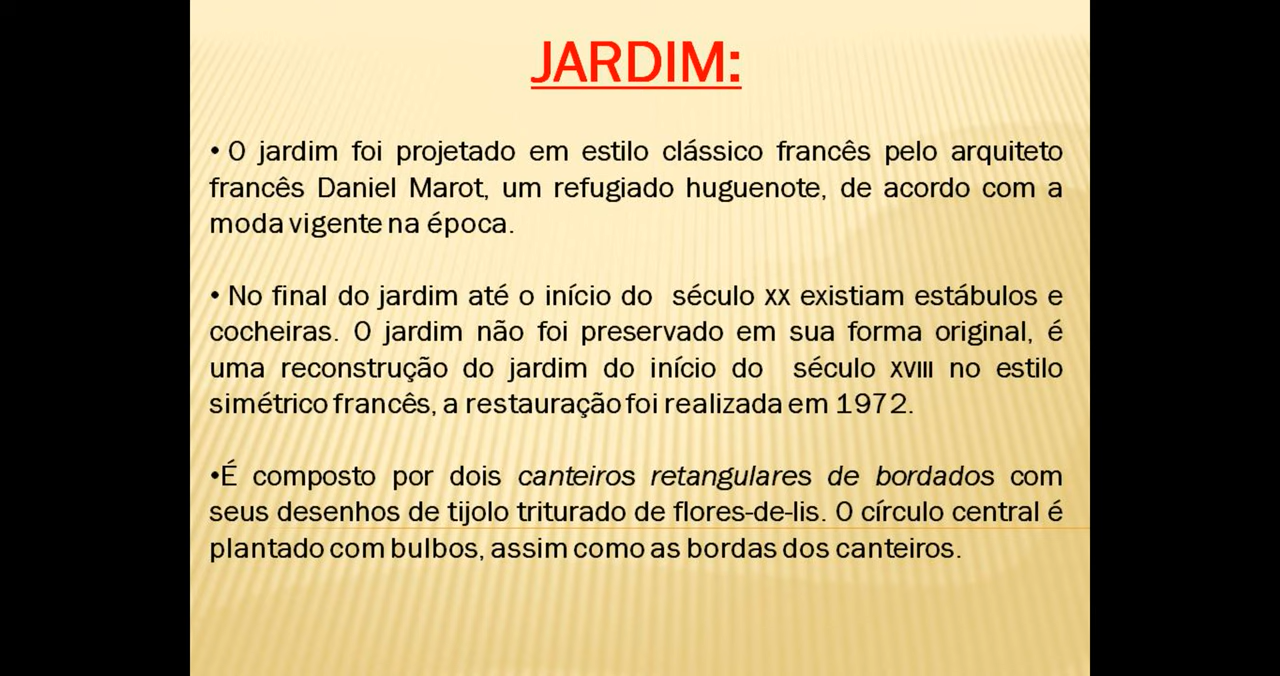 JARDIM:
• O jardim foi projetado em estilo clássico francês pelo arquiteto
francês Daniel Marot, um refugiado huguenote, de acordo com a
moda vigente na época.
• No final do jardim até o início do século XX existiam estábulos e
cocheiras. O jardim não foi preservado em sua forma original, é
uma reconstrução do jardim do início do século XVIII no estilo
simétrico francês, a restauração foi realizada em 1972.
•É composto por dois canteiros retangulares de bordados com
seus desenhos de tijolo triturado de flores-de-lis. O círculo central é
plantado com bulbos, assim como as bordas dos canteiros.